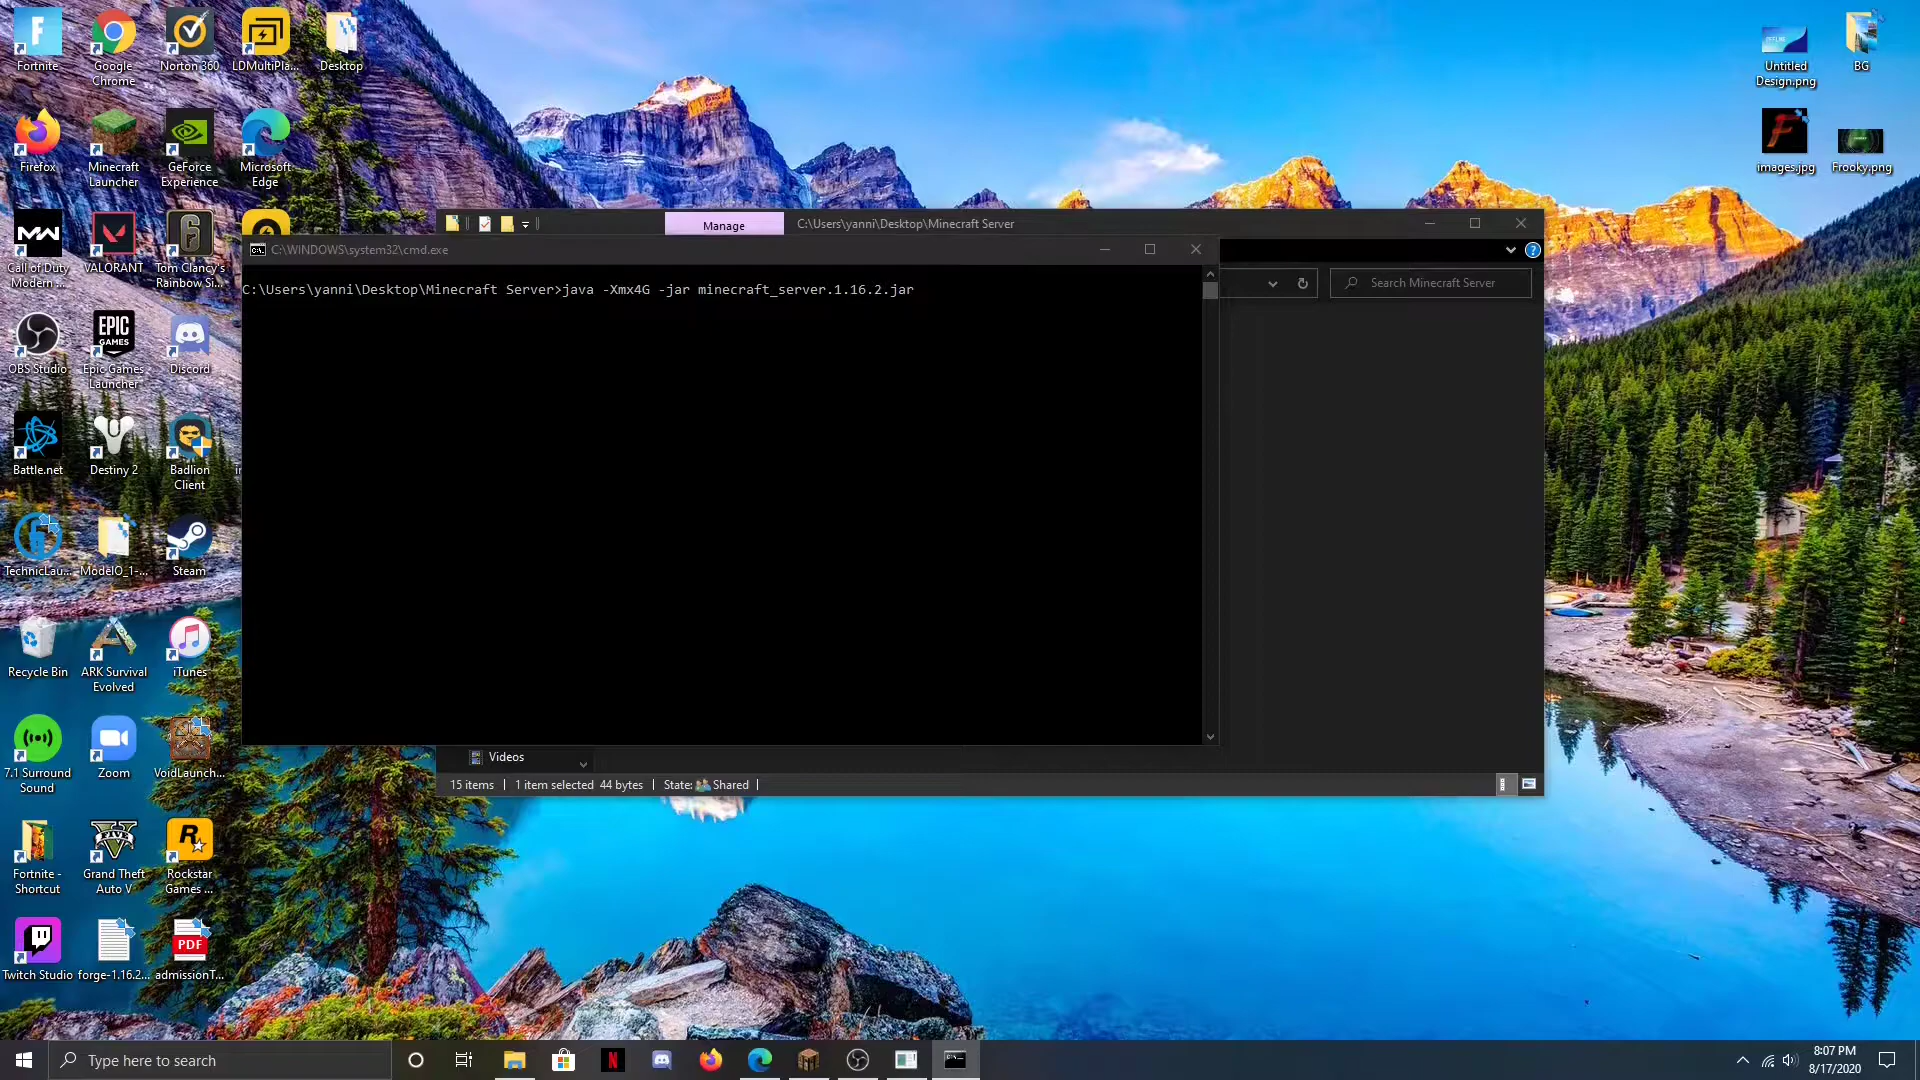 Fortnite
Google Chrome
Norton 360
LDMultiPla...
Desktop
Untitled Design.png
BG
Firefox
Minecraft Launcher
GeForce Experience
Microsoft Edge
images.jpg
Frooky.png
Call of Duty Modern ...
VALORANT
Tom Clancy's Rainbow Si...
Manage
C:\Users\yanni\Desktop\Minecraft Server
C:\WINDOWS\system32\cmd.exe
C:\Users\yanni\Desktop\Minecraft Server>java -Xmx4G -jar minecraft_server.1.16.2.jar
Search Minecraft Server
OBS Studio
EPIC GAMES
Epic Games Launcher
Discord
Battle.net
Destiny 2
Badlion Client
TechnicLau...
ModelO_1-...
Steam
Recycle Bin
ARK Survival Evolved
iTunes
7.1 Surround Sound
Zoom
VoidLaunch...
Videos
15 items
1 item selected 44 bytes
State: Shared
Fortnite - Shortcut
Grand Theft Auto V
Rockstar Games ...
Twitch Studio
forge-1.16.2...
PDF
admissionT...
Type here to search
8:07 PM
8/17/2020